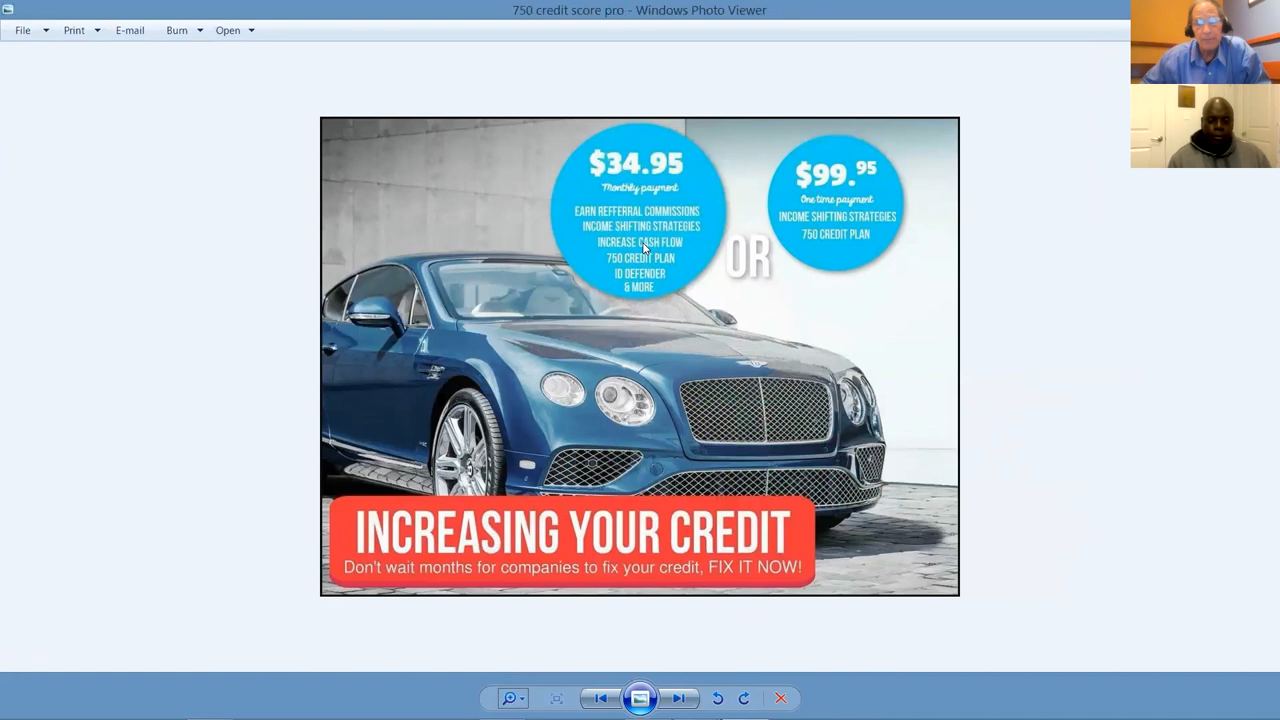 750 credit score pro - Windows Photo Viewer
File Print E-mail Burn Open
$34.95
Monthly payment
EARN REFFERRAL COMMISSIONS
INCOME SHIFTING STRATEGIES
INCREASE CASH FLOW
750 CREDIT PLAN
ID DEFENDER
& MORE
OR
$99.95
One time payment
INCOME SHIFTING STRATEGIES
750 CREDIT PLAN
INCREASING YOUR CREDIT
Don't wait months for companies to fix your credit, FIX IT NOW!